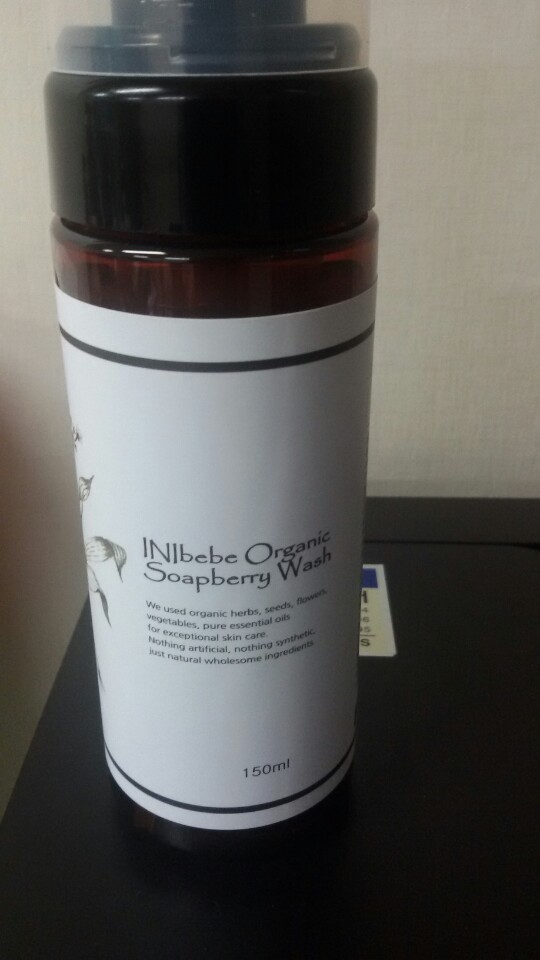 INIbebe Organic
Soapberry Wash
We used organic herbs, seeds, flowers,
vegetables, pure essential oils
for exceptional skin care.
Nothing artificial, nothing synthetic,
just natural wholesome ingredients.
150ml
S